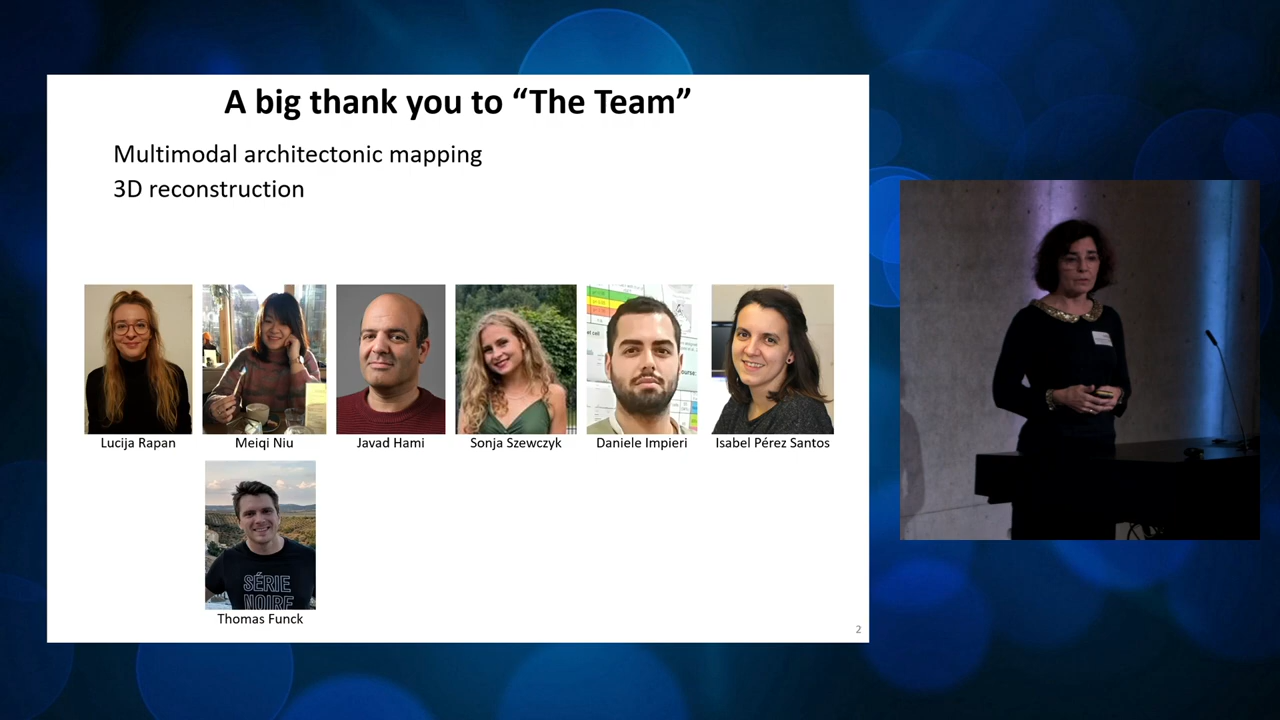 A big thank you to “The Team”
Multimodal architectonic mapping
3D reconstruction
Lucija Rapan
Meiqi Niu
Javad Hami
Sonja Szewczyk
Daniele Impieri
Isabel Pérez Santos
SÉRIE
NOIRE
Thomas Funck
2